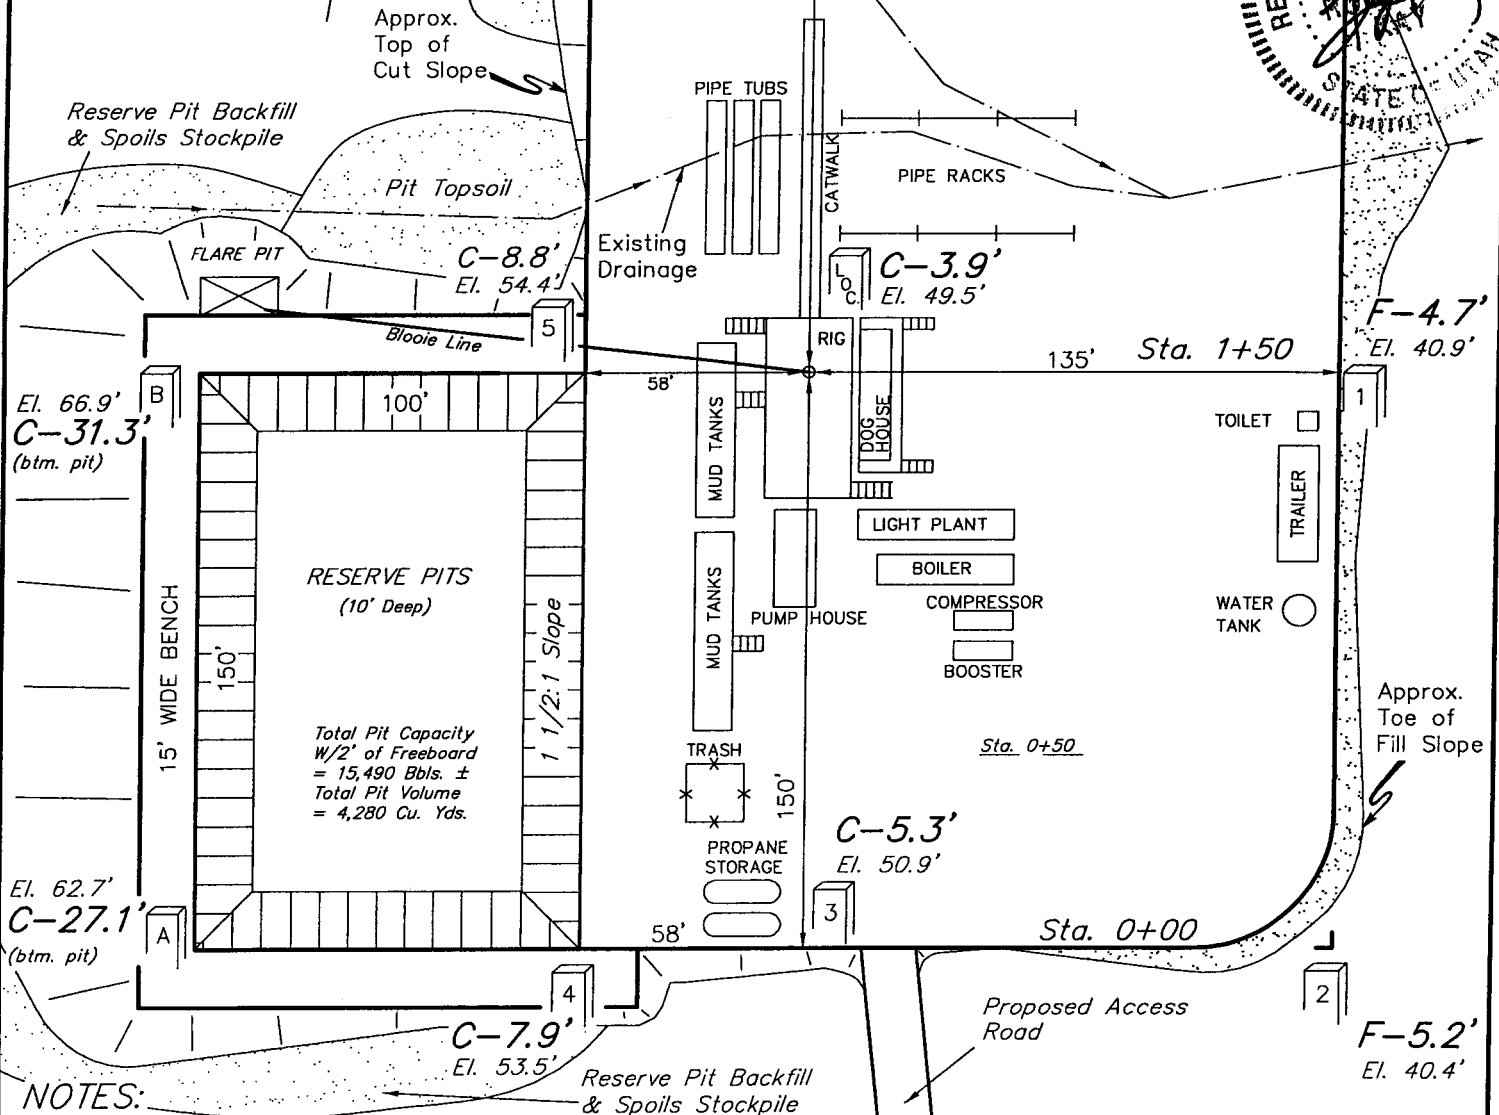 Approx.
Top of
Cut Slope
Reserve Pit Backfill
& Spoils Stockpile
Pit Topsoil
FLARE PIT
C-8.8'
El. 54.4'
5
Blooie Line
Existing
Drainage
PIPE TUBS
CATWALK
PIPE RACKS
STATE OF UTAH
LOC.
C-3.9'
El. 49.5'
RIG
58'
135'
Sta. 1+50
F-4.7'
El. 40.9'
1
B
El. 66.9'
C-31.3'
(btm. pit)
100'
MUD TANKS
DOG
HOUSE
TOILET
TRAILER
LIGHT PLANT
BOILER
COMPRESSOR
BOOSTER
PUMP HOUSE
MUD TANKS
WATER
TANK
RESERVE PITS
(10' Deep)
15' WIDE BENCH
150'
1 1/2:1 Slope
Total Pit Capacity
W/2' of Freeboard
= 15,490 Bbls. ±
Total Pit Volume
= 4,280 Cu. Yds.
TRASH
150'
Sta. 0+50
Approx.
Toe of
Fill Slope
PROPANE
STORAGE
C-5.3'
El. 50.9'
3
El. 62.7'
C-27.1'
(btm. pit)
A
58'
Sta. 0+00
4
C-7.9'
El. 53.5'
2
F-5.2'
El. 40.4'
Proposed Access
Road
Reserve Pit Backfill
& Spoils Stockpile
NOTES: